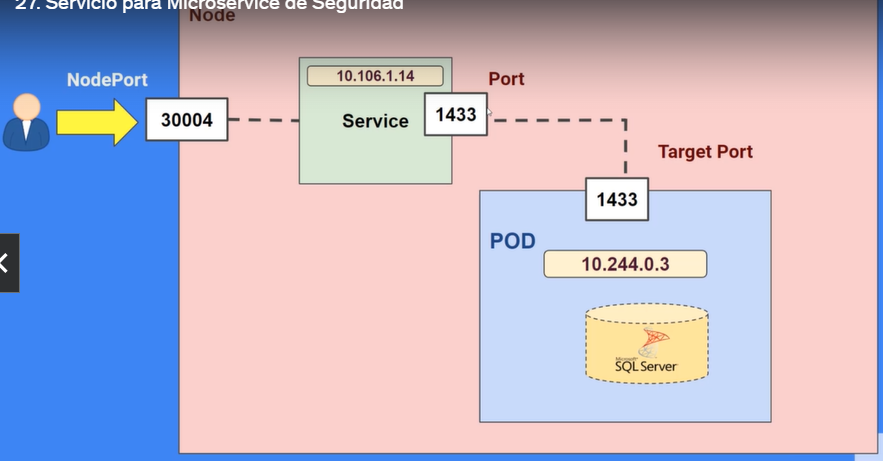 27. Servicio para Microservice de Seguridad
Node
NodePort
30004
10.106.1.14
Service
1433
Port
Target Port
1433
POD
10.244.0.3
Microsoft
SQL Server